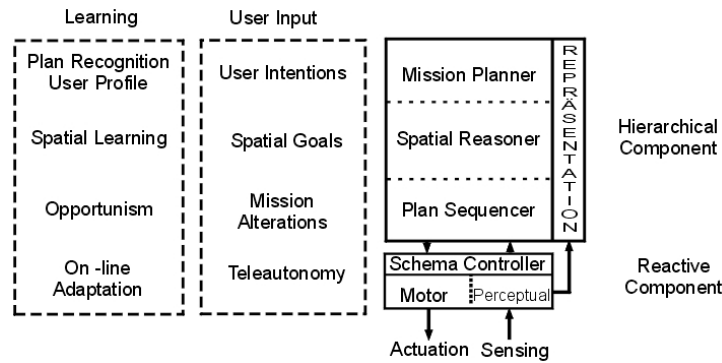 Learning
User Input
Plan Recognition
User Profile
Spatial Learning
Opportunism
On -line
Adaptation
User Intentions
Spatial Goals
Mission
Alterations
Teleautonomy
Mission Planner
Spatial Reasoner
Plan Sequencer
REPRÄSENTATION
Schema Controller
Motor
Perceptual
Actuation
Sensing
Hierarchical
Component
Reactive
Component